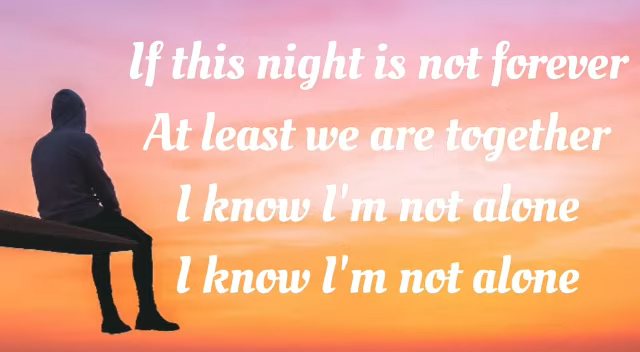 If this night is not forever
At least we are together
I know I'm not alone
I know I'm not alone